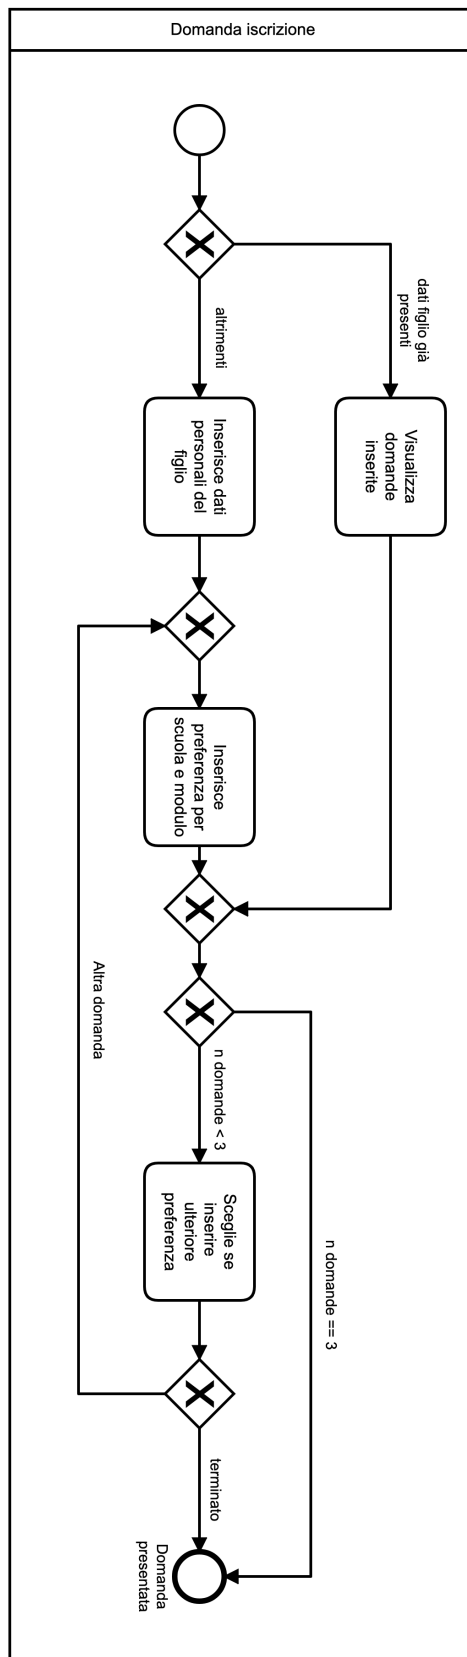 Domanda iscrizione
dati figlio già
presenti
altrimenti
Visualizza
domande
inserite
Inserisce dati
personali del
figlio
X
X
Inserisce
preferenza per
scuola e modulo
X
X
Altra domanda
n domande < 3
n domande == 3
Sceglie se
inserire
ulteriore
preferenza
X
terminato
Domanda
presentata